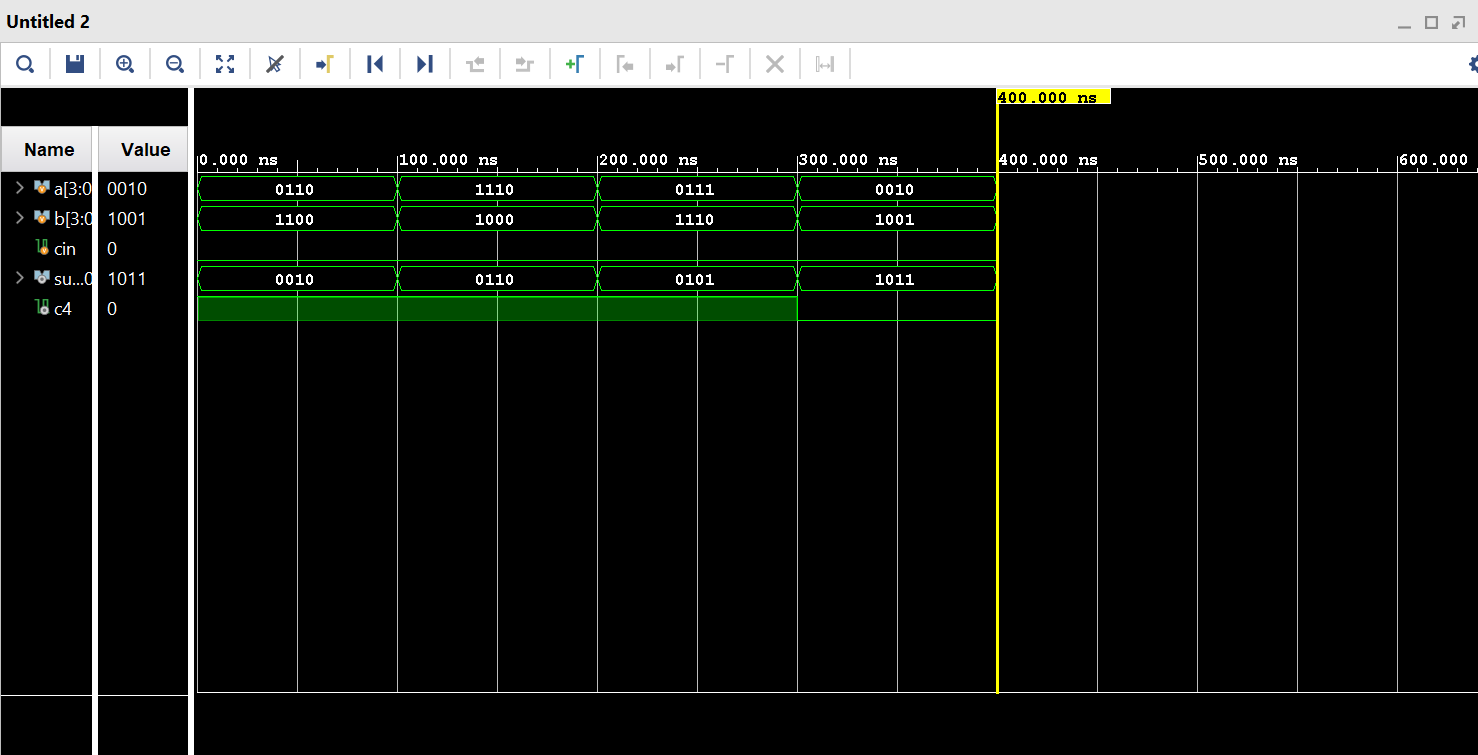 Untitled 2
400.000 ns
Name Value
0.000 ns 100.000 ns 200.000 ns 300.000 ns 400.000 ns 500.000 ns 600.000
a[3:0 0010 0110 1110 0111 0010
b[3:0 1001 1100 1000 1110 1001
cin 0
su...0 1011 0010 0110 0101 1011
c4 0